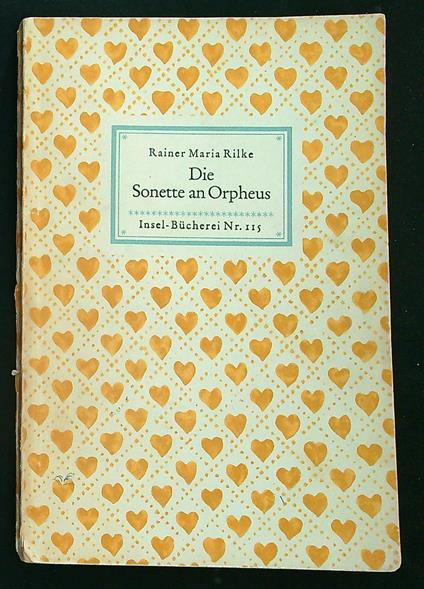 Rainer Maria Rilke
Die
Sonette an Orpheus
Insel-Bücherei Nr. 115